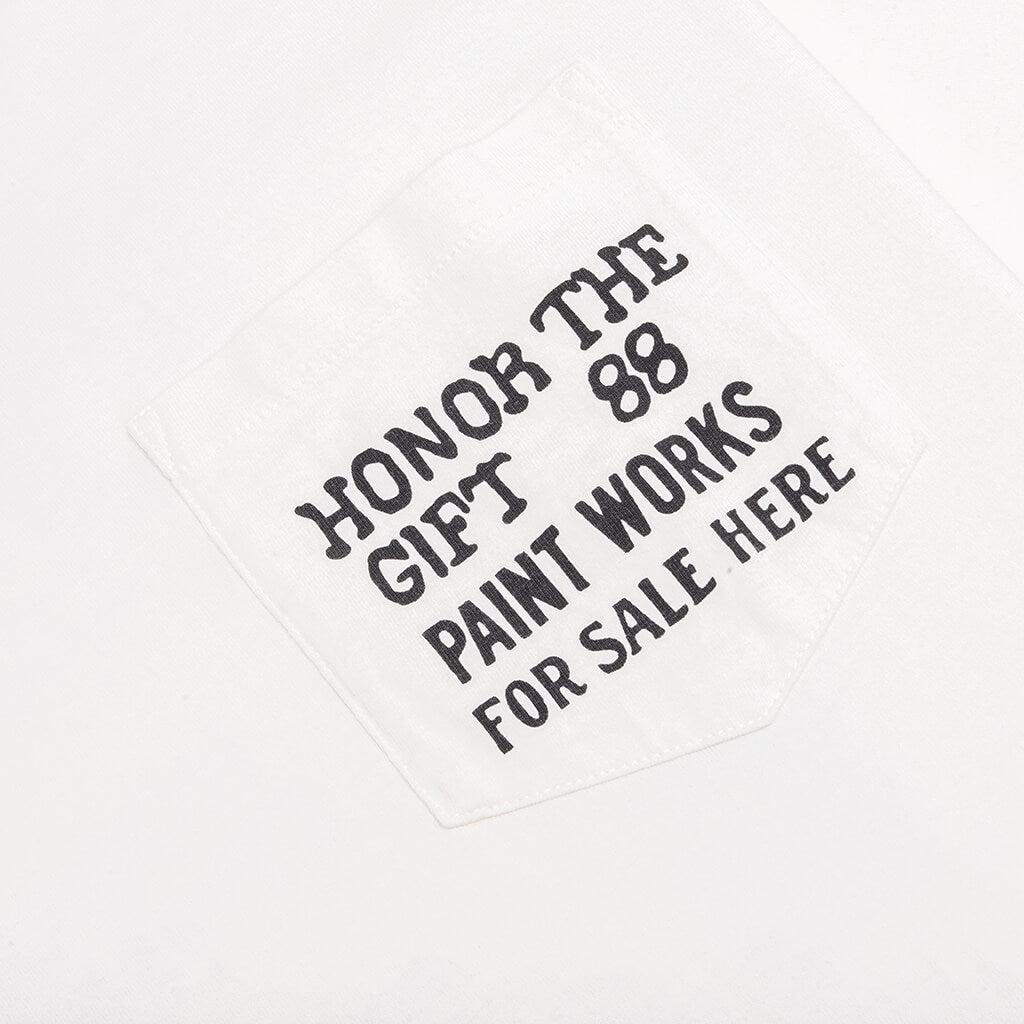 HONOR THE
GIFT 88
PAINT WORKS
FOR SALE HERE